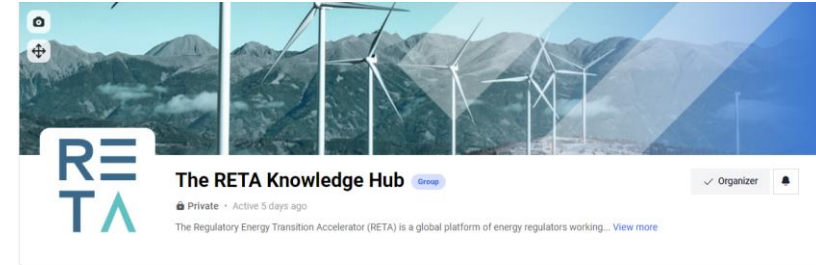 RE
TA
The RETA Knowledge Hub Group
Organizer
Private • Active 5 days ago
The Regulatory Energy Transition Accelerator (RETA) is a global platform of energy regulators working... View more